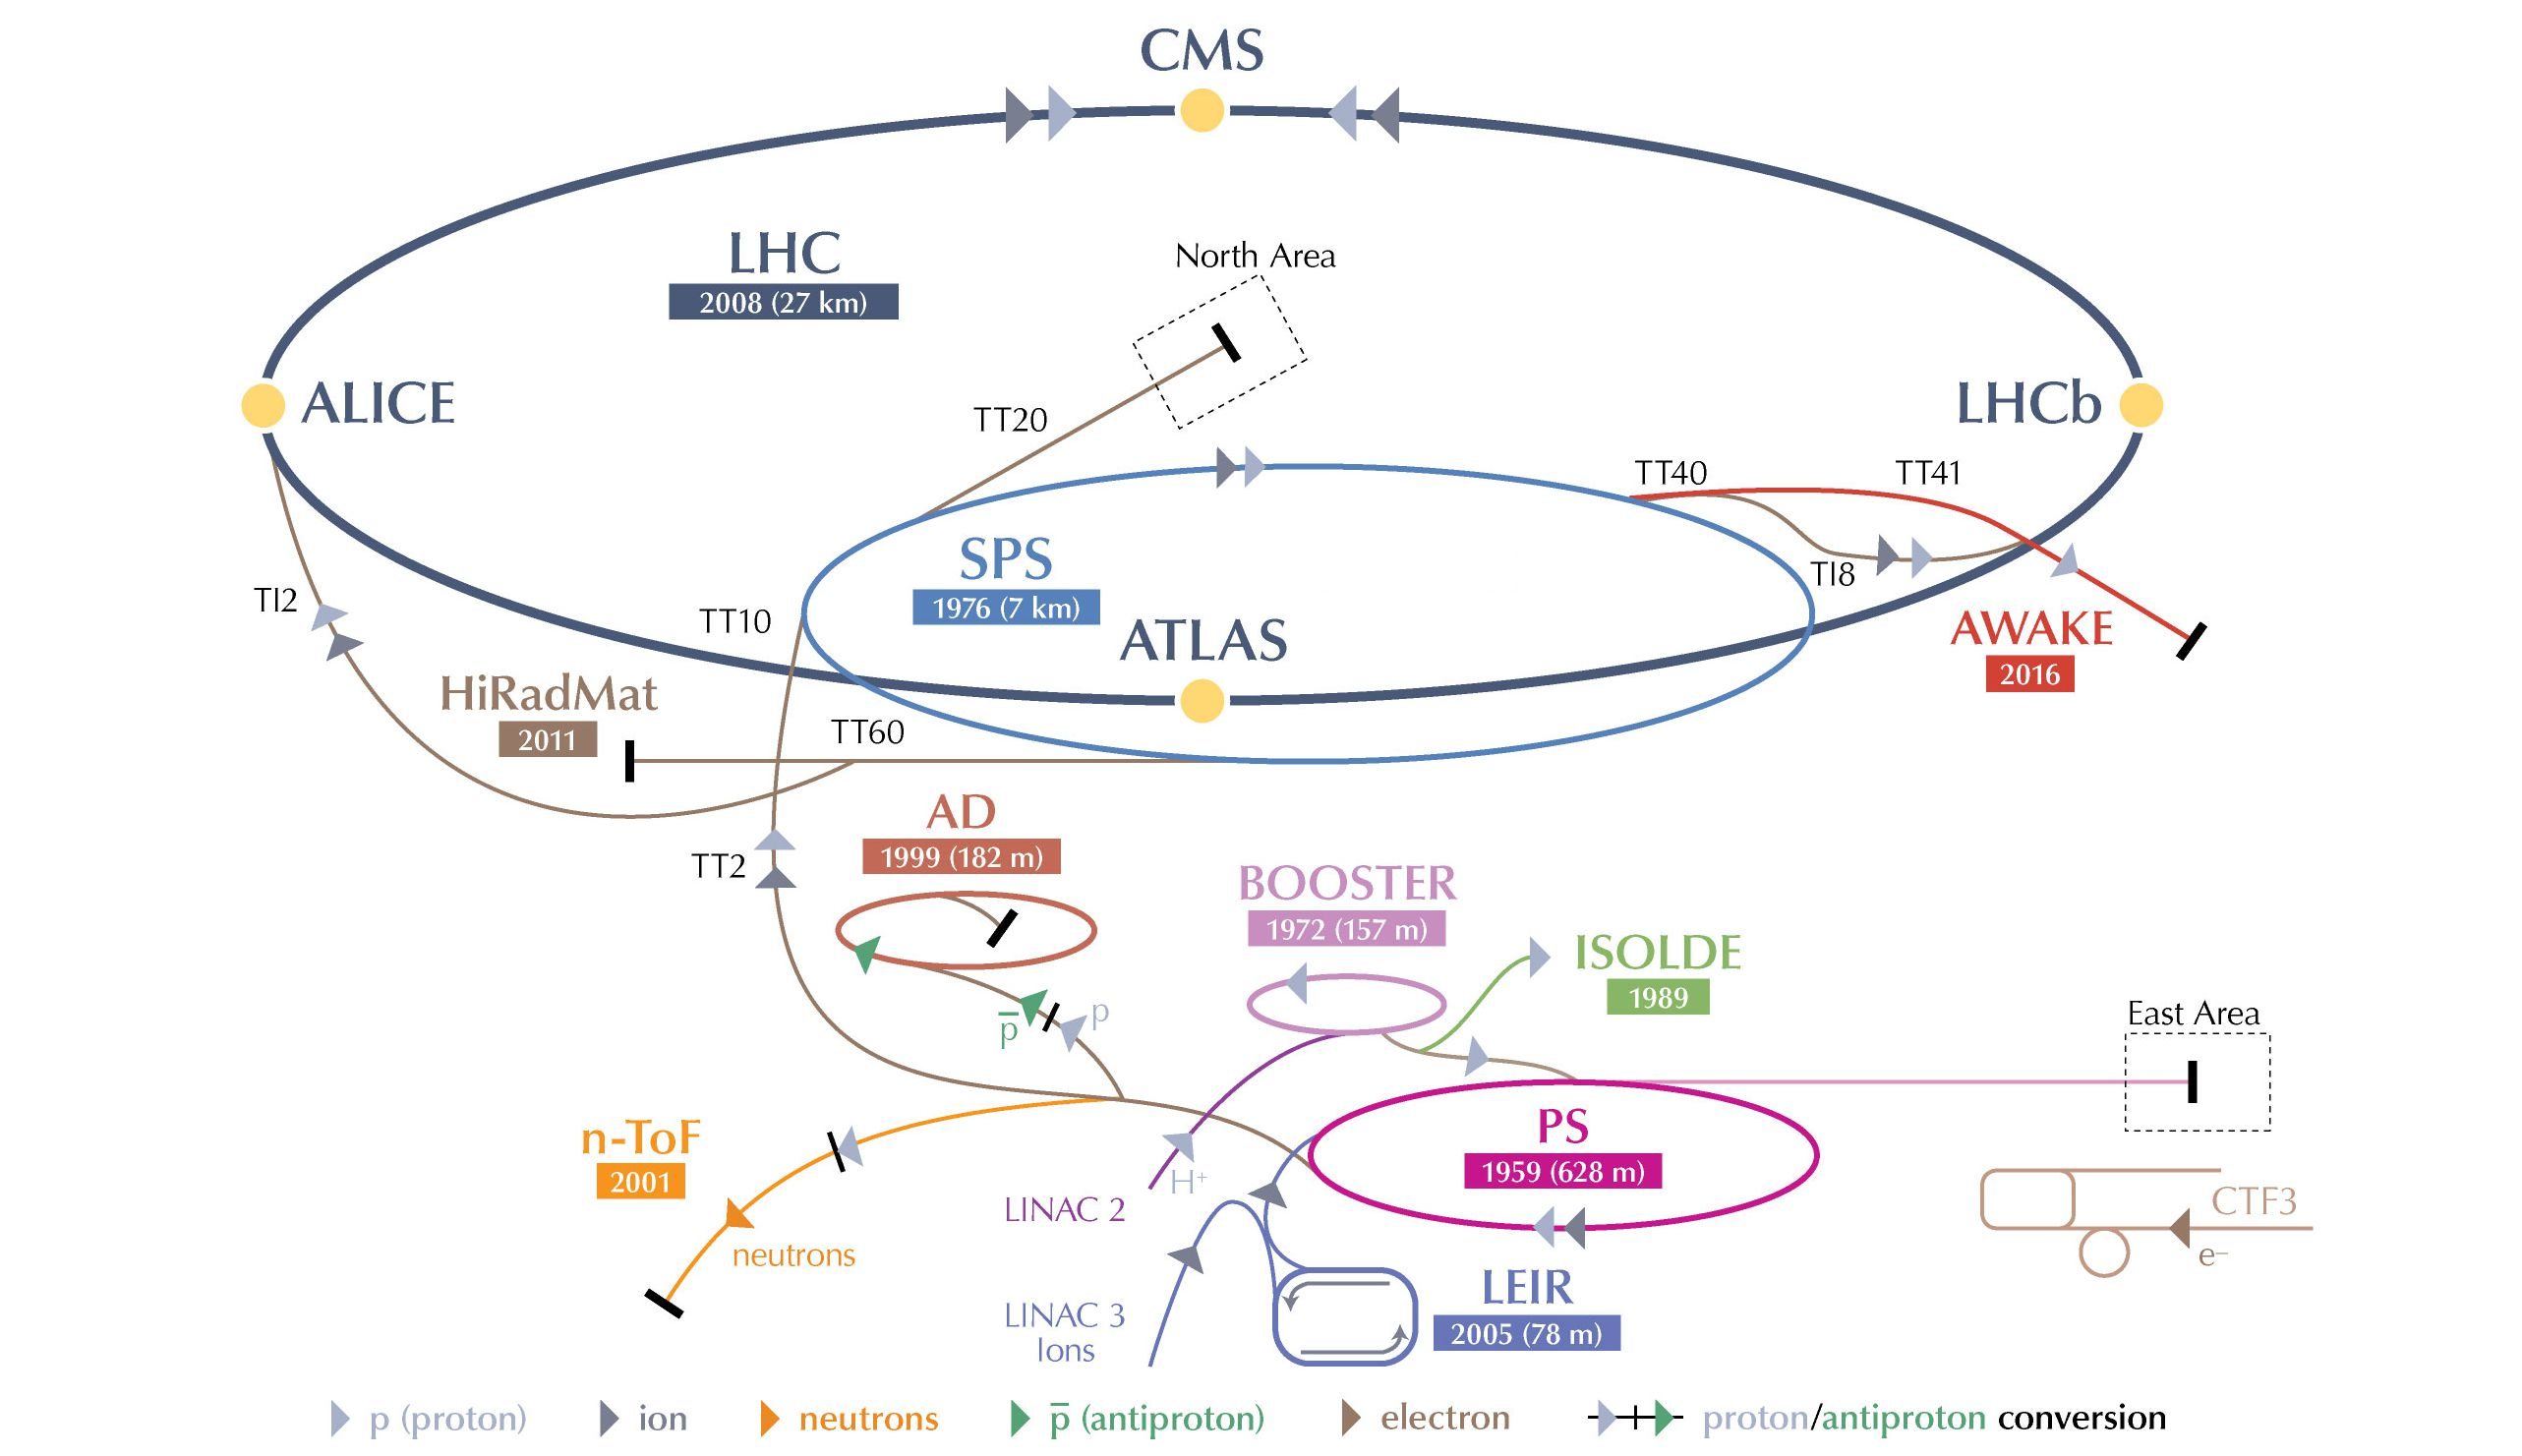 CMS
LHC
2008 (27 km)
North Area
ALICE
TT20
LHCb
TT40
TT41
SPS
1976 (7 km)
TI8
TI2
TT10
ATLAS
AWAKE
2016
HiRadMat
2011
TT60
AD
1999 (182 m)
TT2
BOOSTER
1972 (157 m)
ISOLDE
1989
p̅
p
East Area
n-ToF
2001
PS
1959 (628 m)
H⁺
LINAC 2
CTF3
neutrons
e⁻
LEIR
2005 (78 m)
LINAC 3
Ions
p (proton)
ion
neutrons
p̅ (antiproton)
electron
proton/antiproton conversion